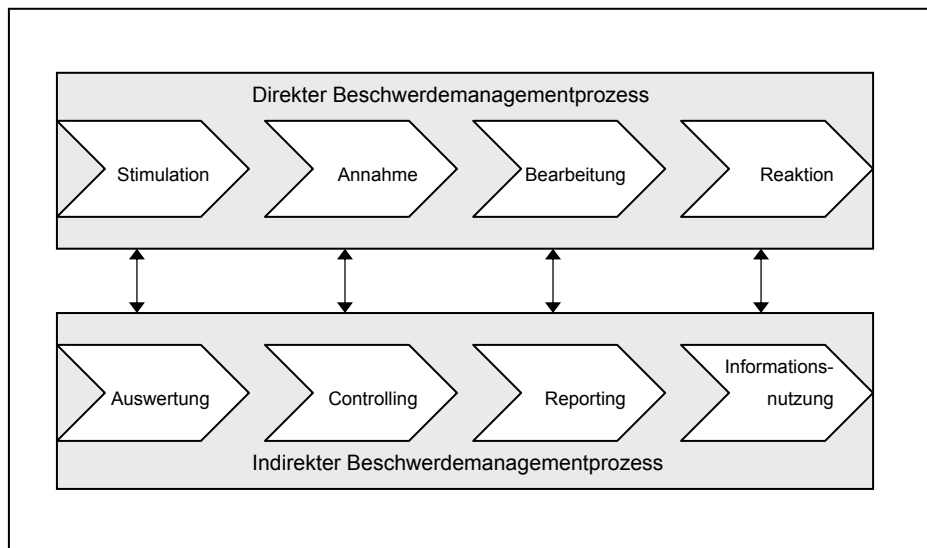 Direkter Beschwerdemanagementprozess
Stimulation
Annahme
Bearbeitung
Reaktion
Auswertung
Controlling
Reporting
Informations-
nutzung
Indirekter Beschwerdemanagementprozess